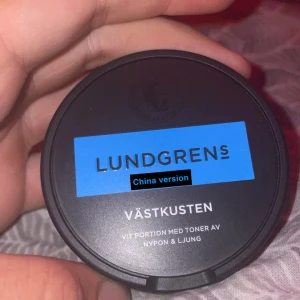 LUNDGRENS
China version
VÄSTKUSTEN
VIT PORTION MED TONER AV
NYPON & LJUNG